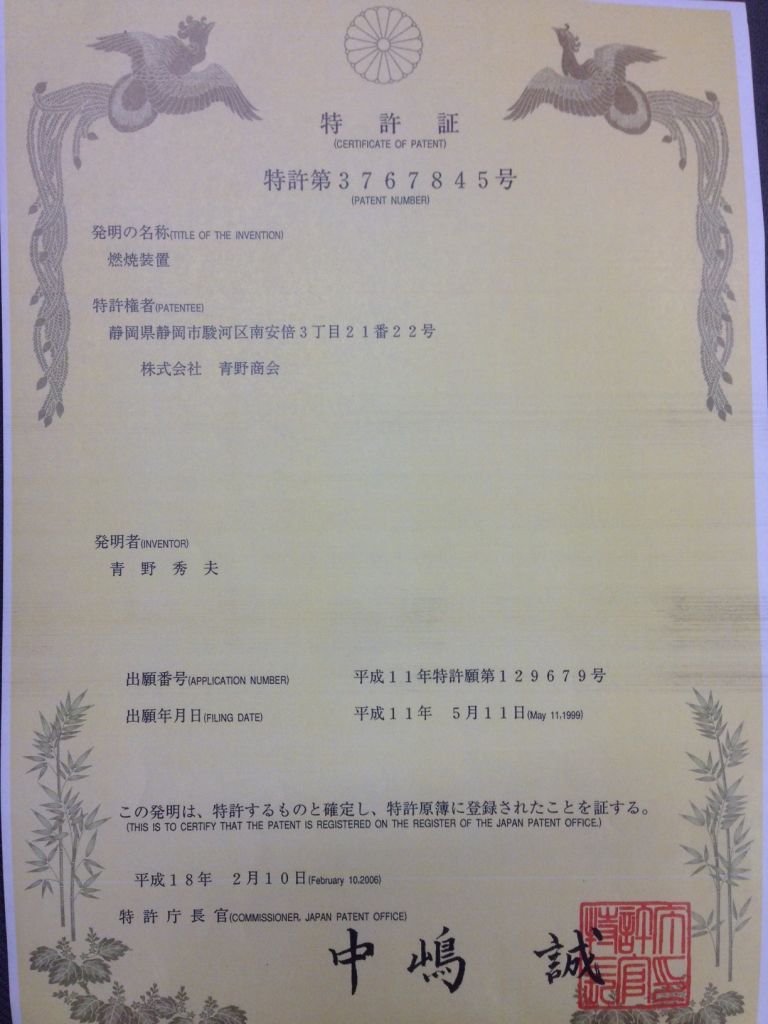 特許証
(CERTIFICATE OF PATENT)
特許第3767845号
(PATENT NUMBER)
発明の名称(TITLE OF THE INVENTION)
燃焼装置
特許権者(PATENTEE)
静岡県静岡市駿河区南安倍3丁目21番22号
株式会社　青野商会
発明者(INVENTOR)
青野秀夫
出願番号(APPLICATION NUMBER)　平成11年特許願第129679号
出願年月日(FILING DATE)　平成11年　5月11日(May 11,1999)
この発明は、特許するものと確定し、特許原簿に登録されたことを証する。
(THIS IS TO CERTIFY THAT THE PATENT IS REGISTERED ON THE REGISTER OF THE JAPAN PATENT OFFICE.)
平成18年　2月10日(February 10,2006)
特許庁長官(COMMISSIONER, JAPAN PATENT OFFICE)
中嶋　誠
特許庁長官之印